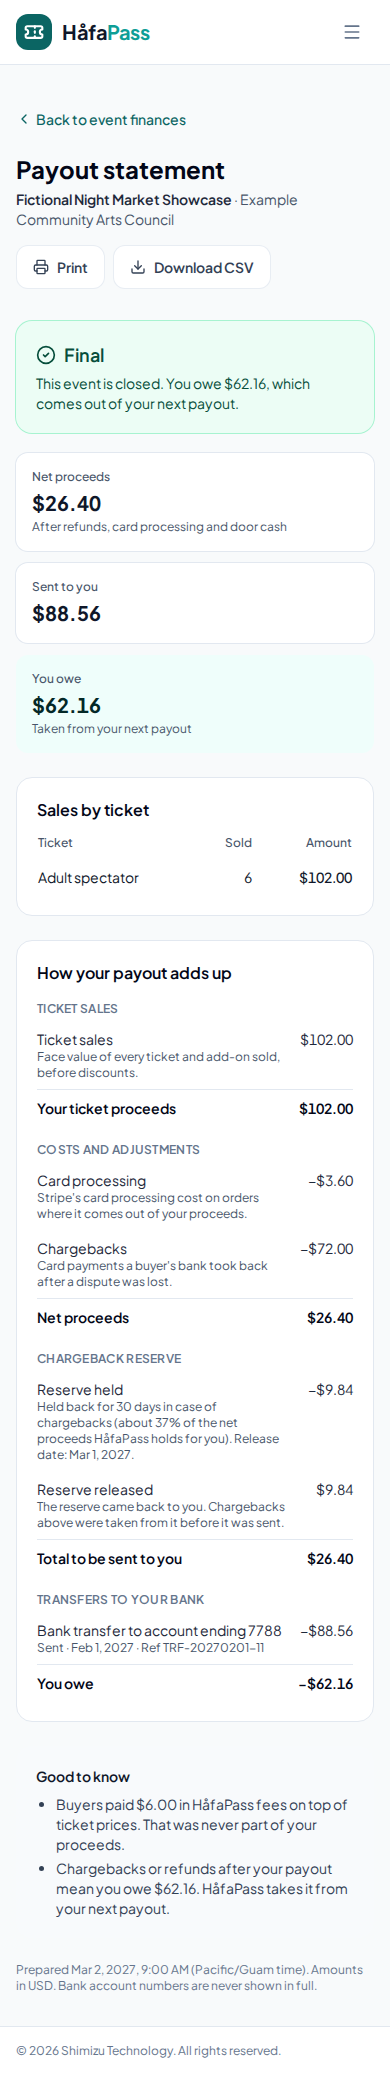 HåfaPass
Back to event finances
Payout statement
Fictional Night Market Showcase · Example
Community Arts Council
Print
Download CSV
Final
This event is closed. You owe $62.16, which
comes out of your next payout.
Net proceeds
$26.40
After refunds, card processing and door cash
Sent to you
$88.56
You owe
$62.16
Taken from your next payout
Sales by ticket
Ticket Sold Amount
Adult spectator 6 $102.00
How your payout adds up
TICKET SALES
Ticket sales $102.00
Face value of every ticket and add-on sold,
before discounts.
Your ticket proceeds $102.00
COSTS AND ADJUSTMENTS
Card processing –$3.60
Stripe's card processing cost on orders
where it comes out of your proceeds.
Chargebacks –$72.00
Card payments a buyer's bank took back
after a dispute was lost.
Net proceeds $26.40
CHARGEBACK RESERVE
Reserve held –$9.84
Held back for 30 days in case of
chargebacks (about 37% of the net
proceeds HåfaPass holds for you). Release
date: Mar 1, 2027.
Reserve released $9.84
The reserve came back to you. Chargebacks
above were taken from it before it was sent.
Total to be sent to you $26.40
TRANSFERS TO YOUR BANK
Bank transfer to account ending 7788 –$88.56
Sent · Feb 1, 2027 · Ref TRF-20270201-11
You owe –$62.16
Good to know
• Buyers paid $6.00 in HåfaPass fees on top of
ticket prices. That was never part of your
proceeds.
• Chargebacks or refunds after your payout
mean you owe $62.16. HåfaPass takes it from
your next payout.
Prepared Mar 2, 2027, 9:00 AM (Pacific/Guam time). Amounts
in USD. Bank account numbers are never shown in full.
© 2026 Shimizu Technology. All rights reserved.